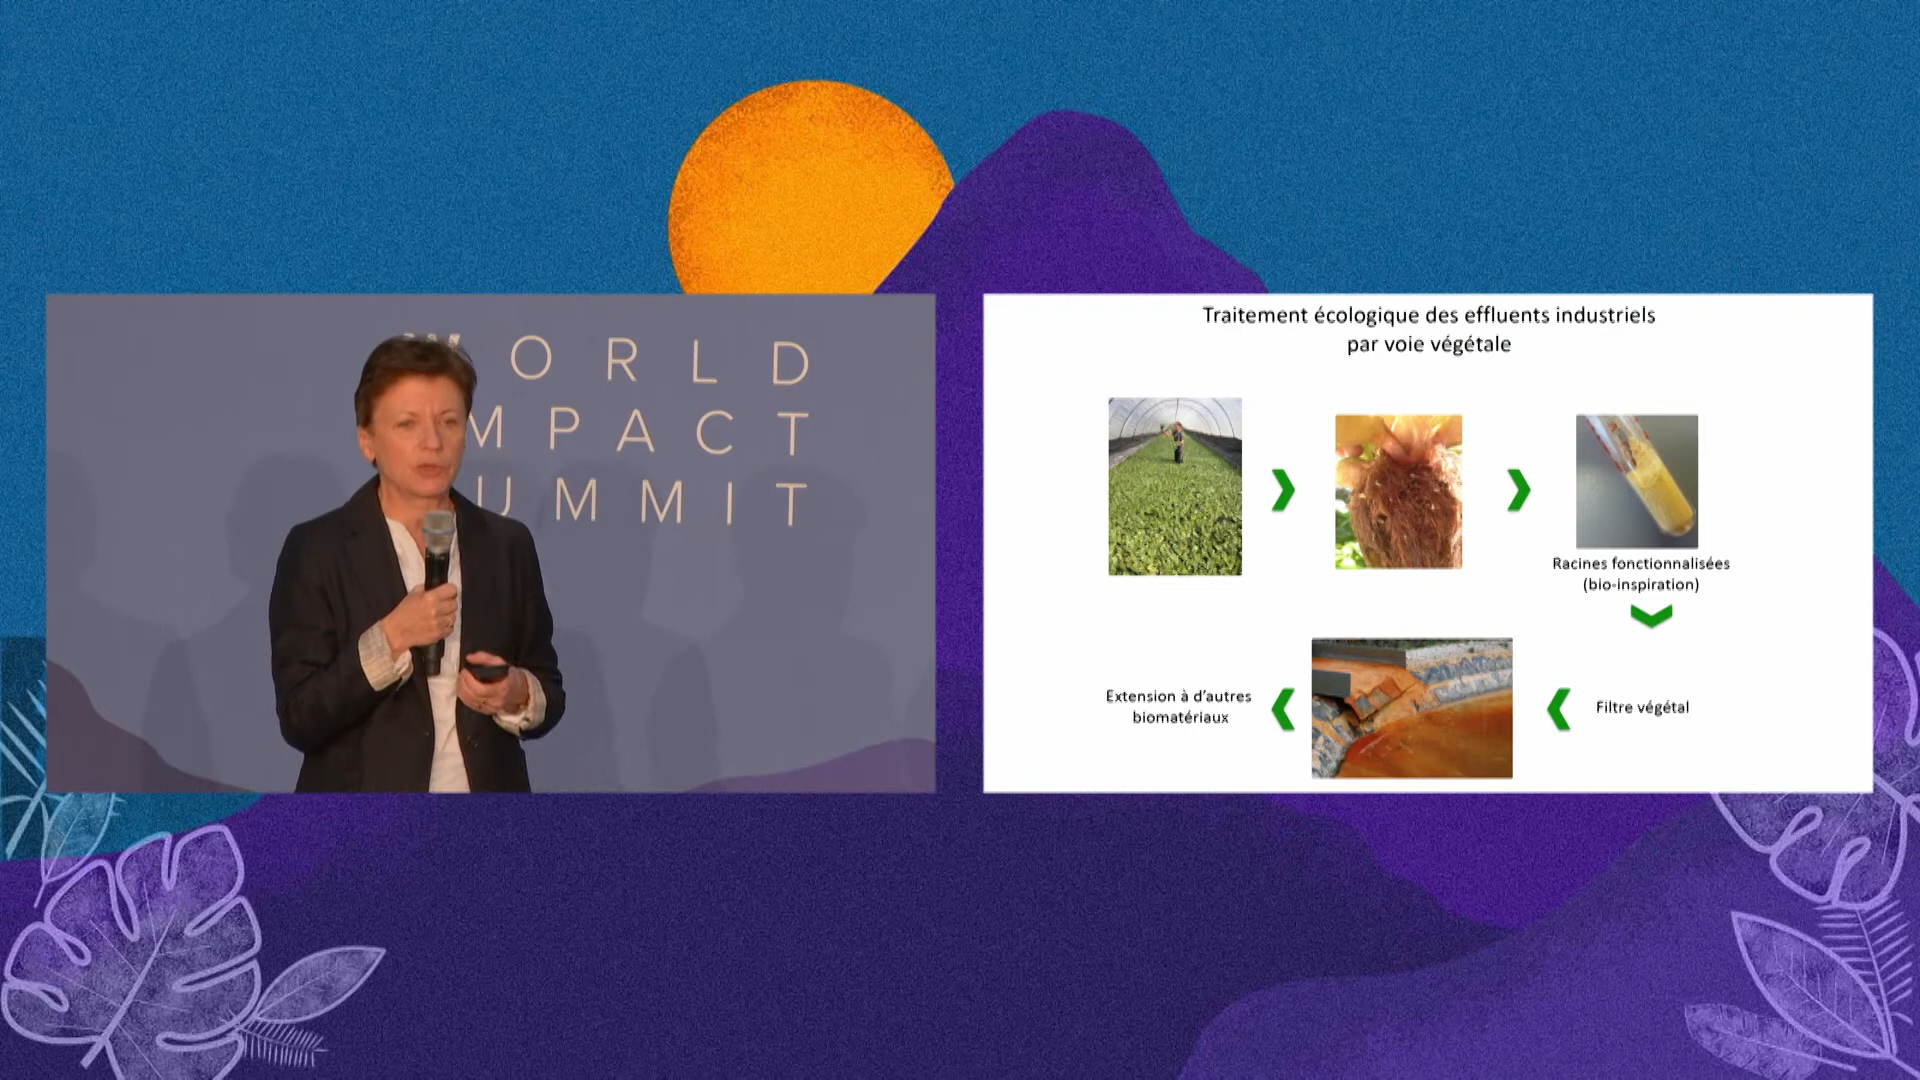 WORLD
IMPACT
SUMMIT
Traitement écologique des effluents industriels
par voie végétale
Racines fonctionnalisées
(bio-inspiration)
Extension à d'autres
biomatériaux
Filtre végétal